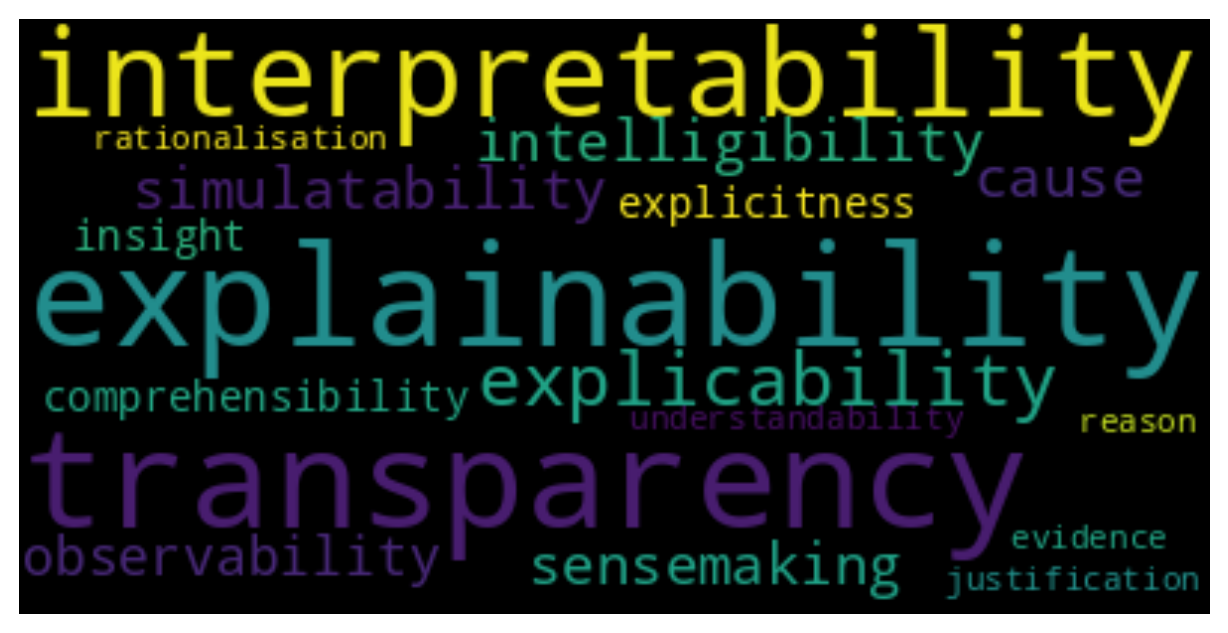 interpretability
rationalisation
intelligibility
simulatability
explicitness
cause
insight
explainability
comprehensibility
explicability
understandability
reason
transparency
observability
sensemaking
evidence
justification